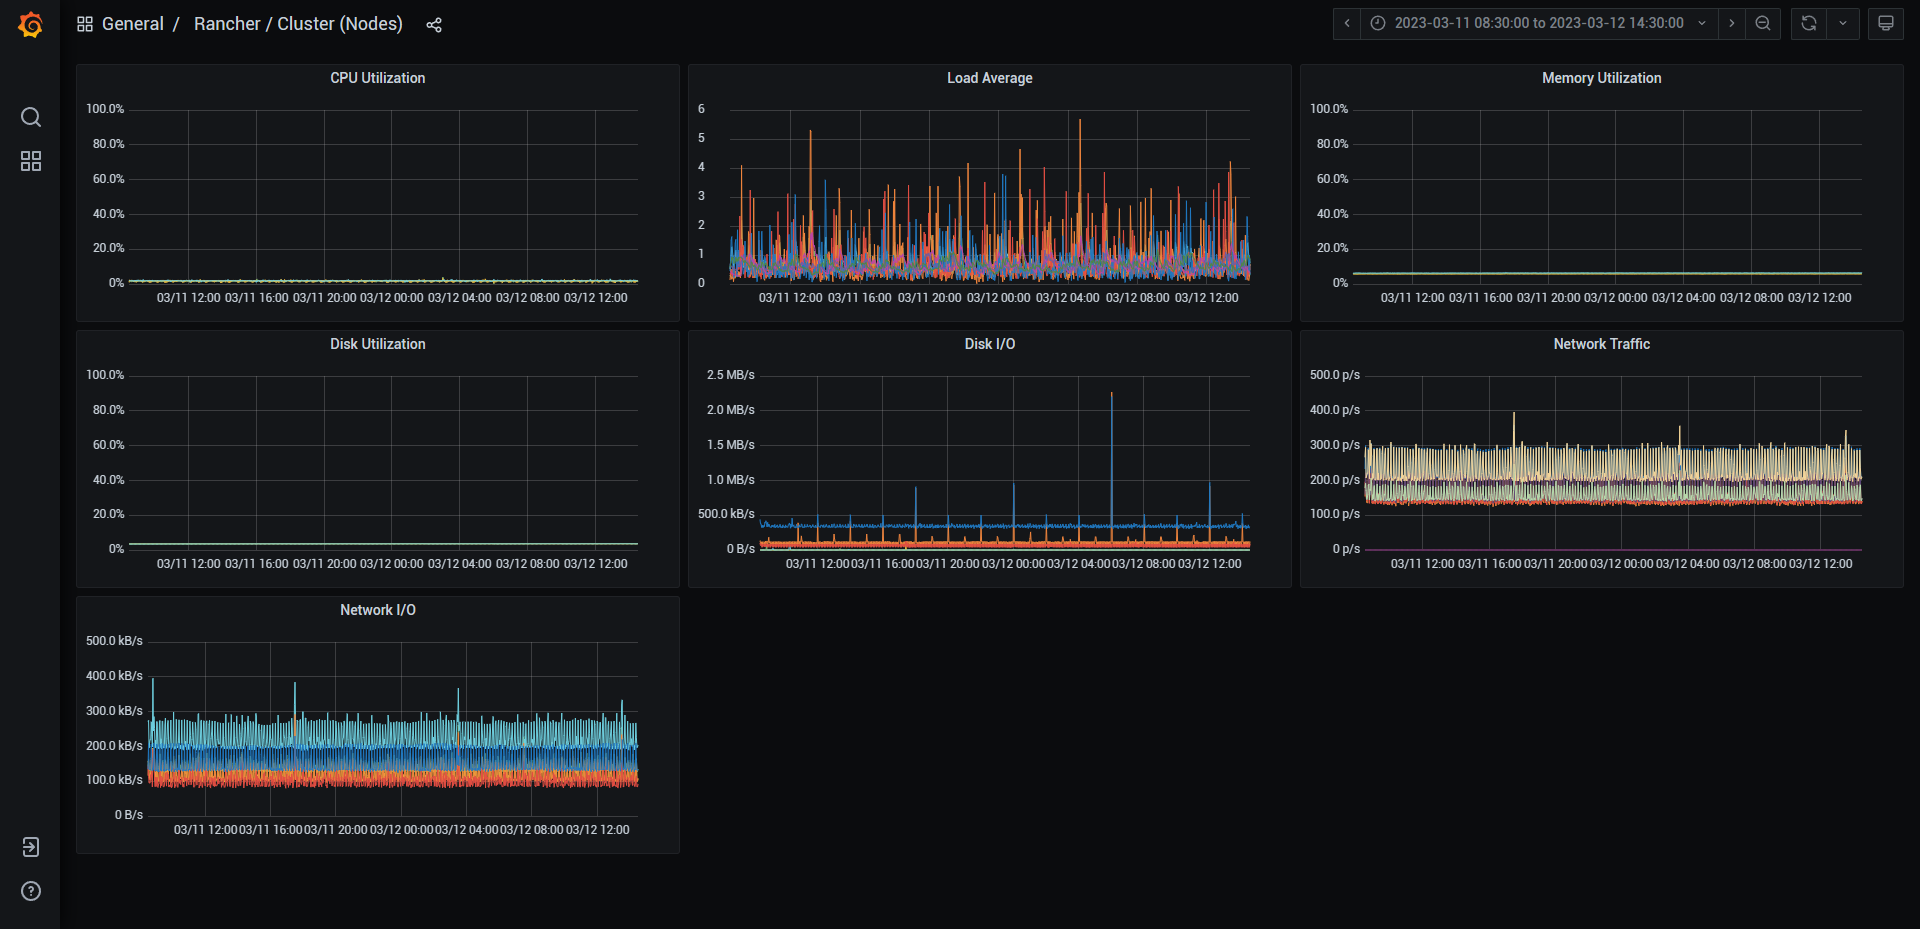 General / Rancher / Cluster (Nodes)
2023-03-11 08:30:00 to 2023-03-12 14:30:00
CPU Utilization
100.0%
80.0%
60.0%
40.0%
20.0%
0%
03/11 12:00 03/11 16:00 03/11 20:00 03/12 00:00 03/12 04:00 03/12 08:00 03/12 12:00
Load Average
6
5
4
3
2
1
0
03/11 12:00 03/11 16:00 03/11 20:00 03/12 00:00 03/12 04:00 03/12 08:00 03/12 12:00
Memory Utilization
100.0%
80.0%
60.0%
40.0%
20.0%
0%
03/11 12:00 03/11 16:00 03/11 20:00 03/12 00:00 03/12 04:00 03/12 08:00 03/12 12:00
Disk Utilization
100.0%
80.0%
60.0%
40.0%
20.0%
0%
03/11 12:00 03/11 16:00 03/11 20:00 03/12 00:00 03/12 04:00 03/12 08:00 03/12 12:00
Disk I/O
2.5 MB/s
2.0 MB/s
1.5 MB/s
1.0 MB/s
500.0 kB/s
0 B/s
03/11 12:00 03/11 16:00 03/11 20:00 03/12 00:00 03/12 04:00 03/12 08:00 03/12 12:00
Network Traffic
500.0 p/s
400.0 p/s
300.0 p/s
200.0 p/s
100.0 p/s
0 p/s
03/11 12:00 03/11 16:00 03/11 20:00 03/12 00:00 03/12 04:00 03/12 08:00 03/12 12:00
Network I/O
500.0 kB/s
400.0 kB/s
300.0 kB/s
200.0 kB/s
100.0 kB/s
0 B/s
03/11 12:00 03/11 16:00 03/11 20:00 03/12 00:00 03/12 04:00 03/12 08:00 03/12 12:00